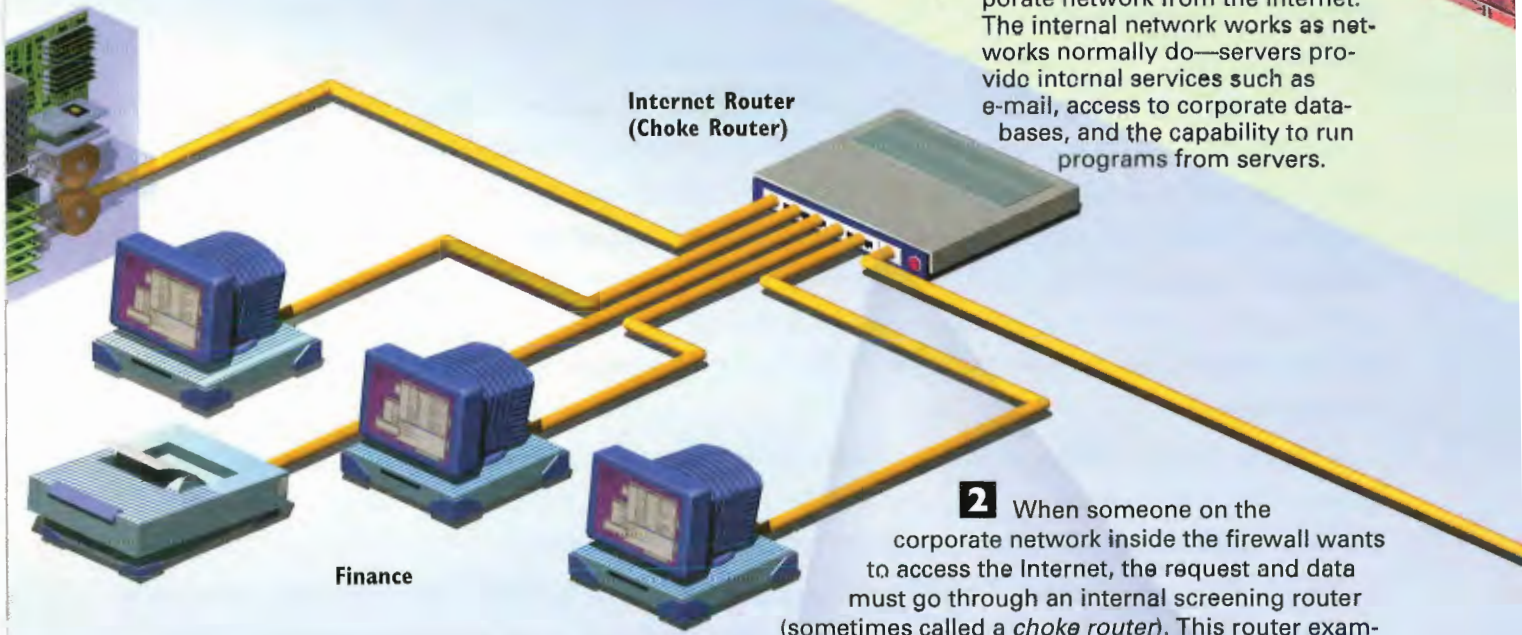 porate network from the Internet.
The internal network works as net-
works normally do—servers pro-
vide internal services such as
e-mail, access to corporate data-
bases, and the capability to run
programs from servers.
Internet Router
(Choke Router)
Finance
2 When someone on the
corporate network inside the firewall wants
to access the Internet, the request and data
must go through an internal screening router
(sometimes called a choke router). This router exam-